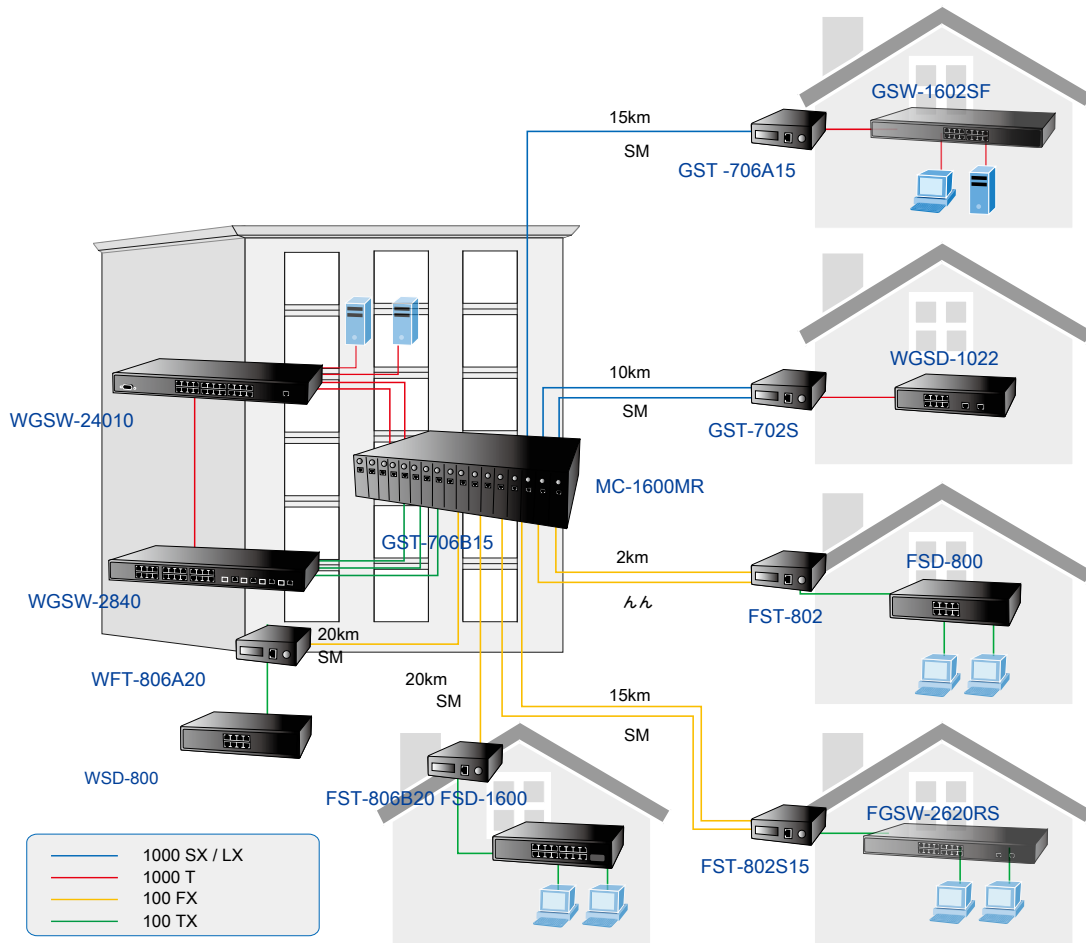 GSW-1602SF
15km
SM
GST -706A15
WGSD-1022
10km
SM
GST-702S
WGSW-24010
MC-1600MR
GST-706B15
2km
んん
FSD-800
FST-802
WGSW-2840
20km
SM
WFT-806A20
20km
SM
15km
SM
WSD-800
FST-806B20 FSD-1600
FGSW-2620RS
FST-802S15
1000 SX / LX
1000 T
100 FX
100 TX